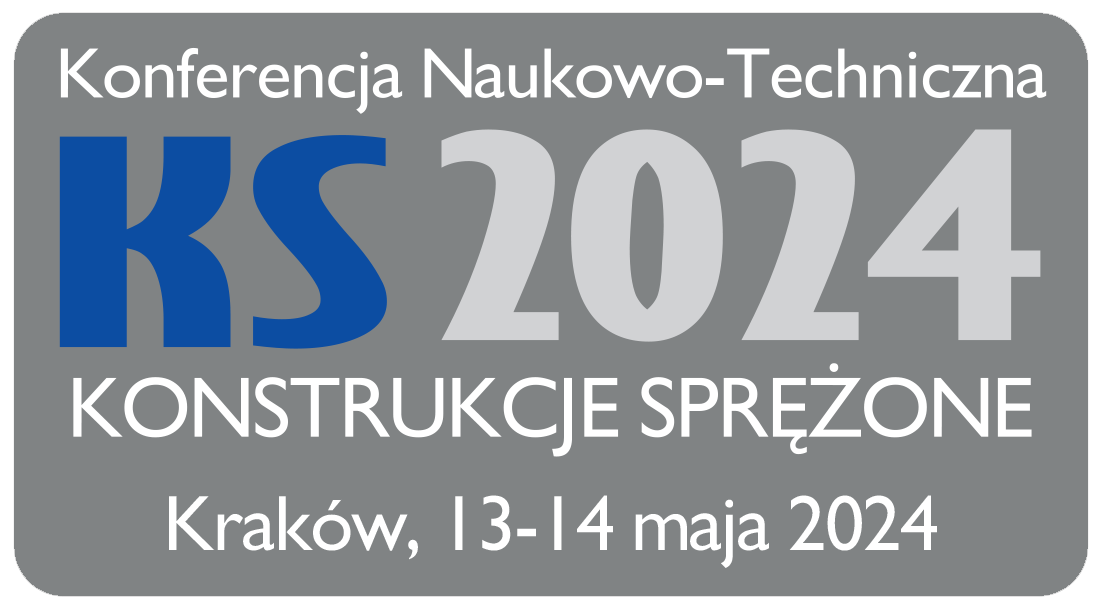 Konferencja Naukowo-Techniczna
KS 2024
KONSTRUKCJE SPRĘŻONE
Kraków, 13-14 maja 2024